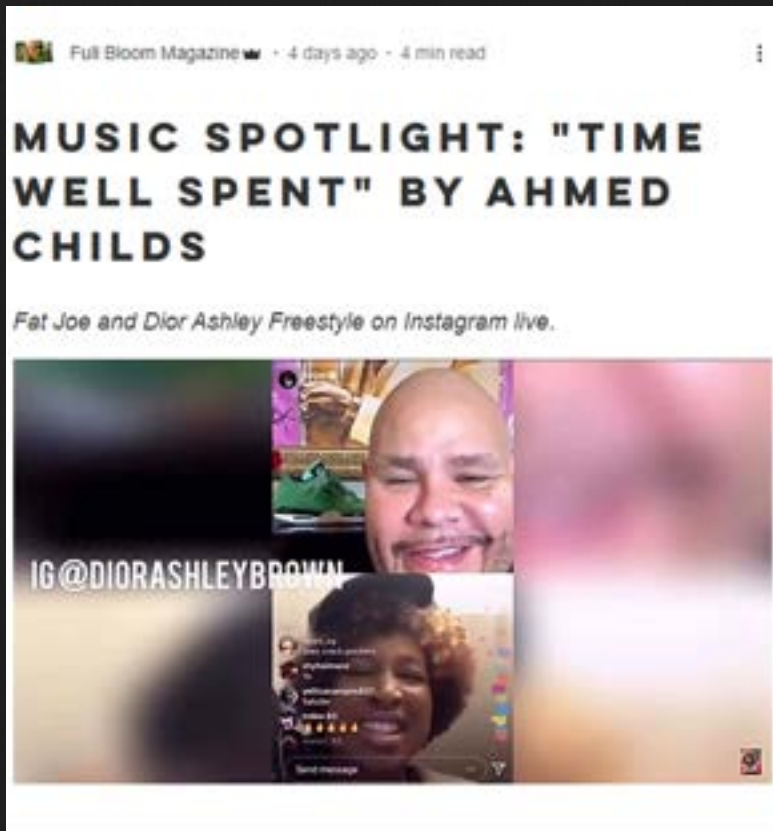 Full Bloom Magazine · 4 days ago · 4 min read
MUSIC SPOTLIGHT: "TIME
WELL SPENT" BY AHMED
CHILDS
Fat Joe and Dior Ashley Freestyle on Instagram live.
IG@DIORASHLEYBROWN
Send message